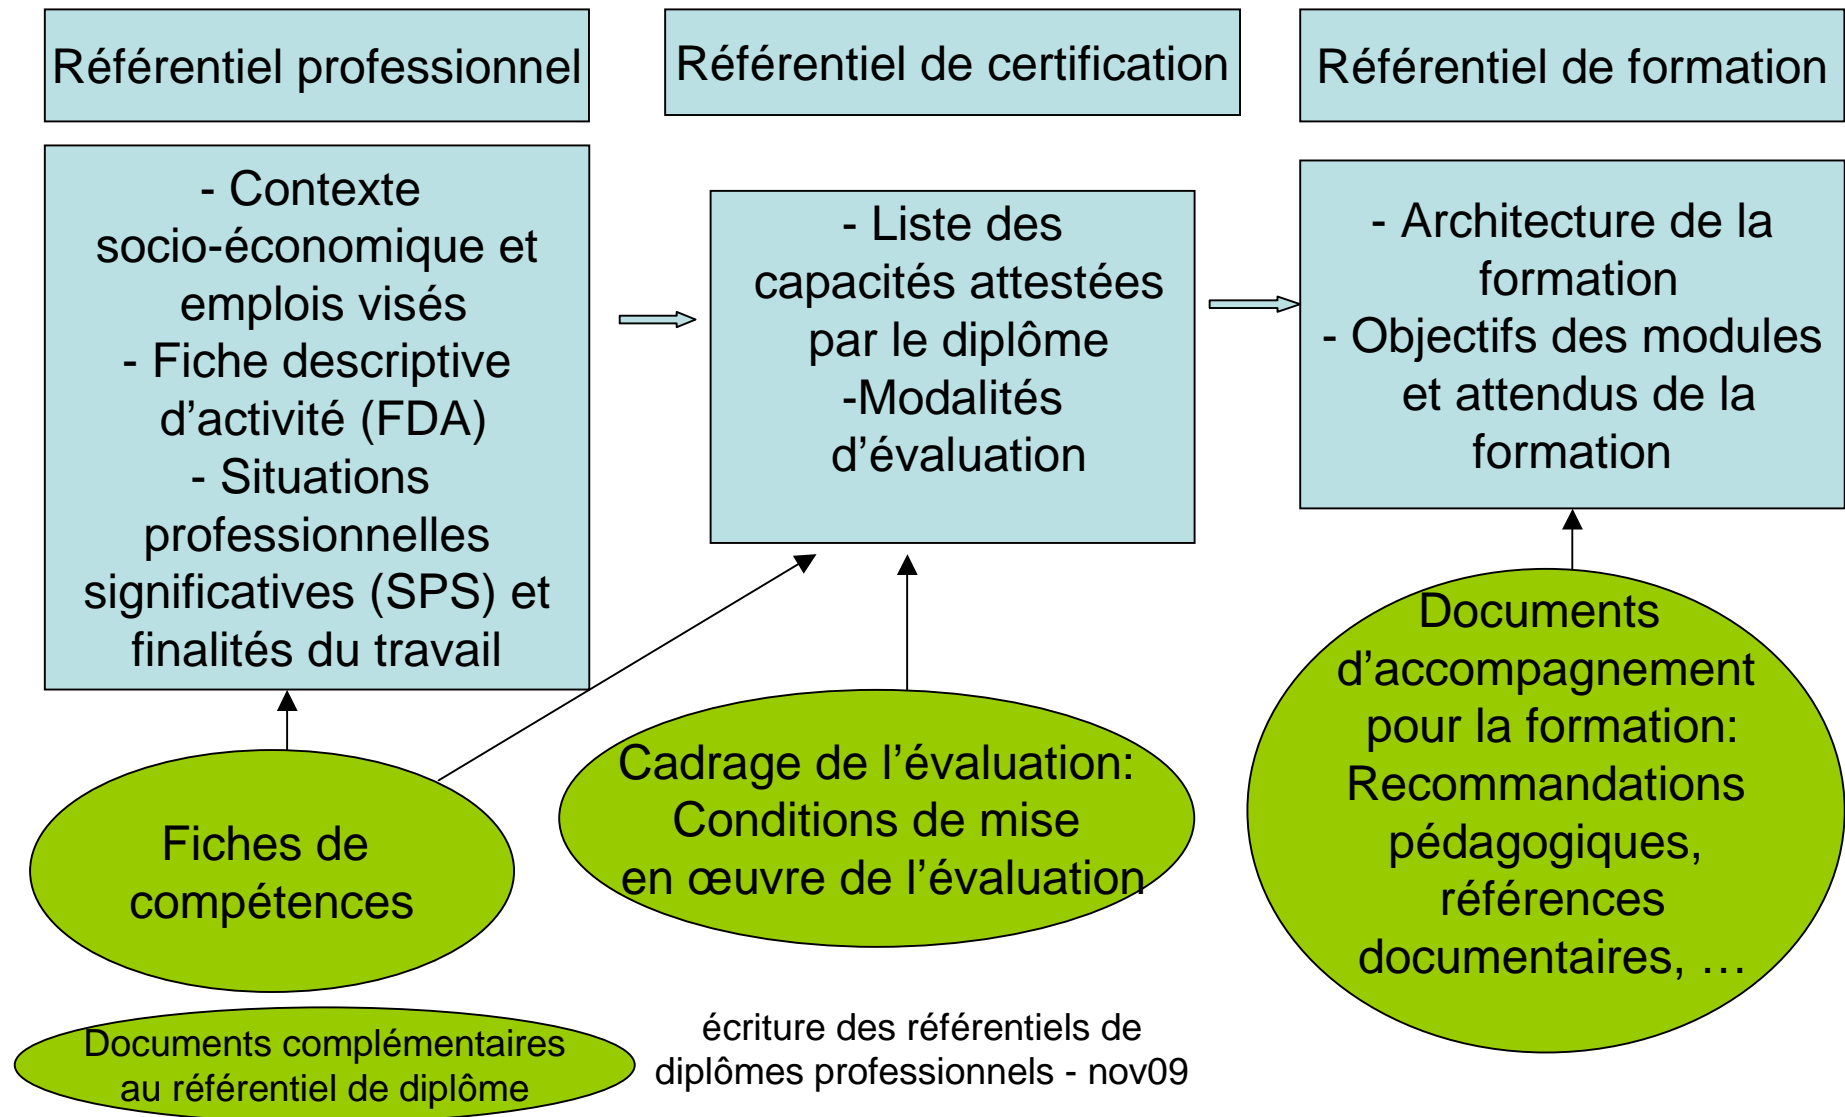 Référentiel professionnel
Référentiel de certification
Référentiel de formation
- Contexte
socio-économique et
emplois visés
- Fiche descriptive
d’activité (FDA)
- Situations
professionnelles
significatives (SPS) et
finalités du travail
- Liste des
capacités attestées
par le diplôme
-Modalités
d’évaluation
- Architecture de la
formation
- Objectifs des modules
et attendus de la
formation
Fiches de
compétences
Cadrage de l’évaluation:
Conditions de mise
en œuvre de l’évaluation
Documents
d’accompagnement
pour la formation:
Recommandations
pédagogiques,
références
documentaires, …
Documents complémentaires
au référentiel de diplôme
écriture des référentiels de
diplômes professionnels - nov09